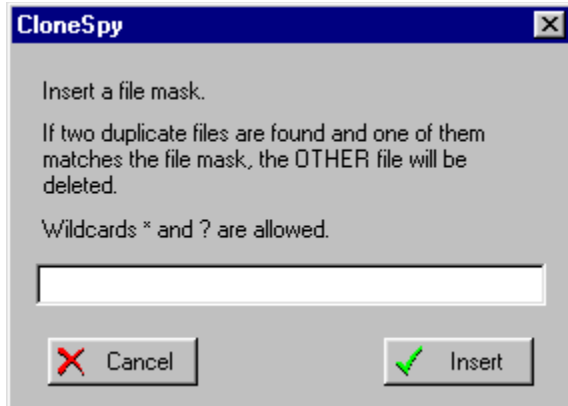 CloneSpy
Insert a file mask.
If two duplicate files are found and one of them
matches the file mask, the OTHER file will be
deleted.
Wildcards * and ? are allowed.
Cancel
Insert